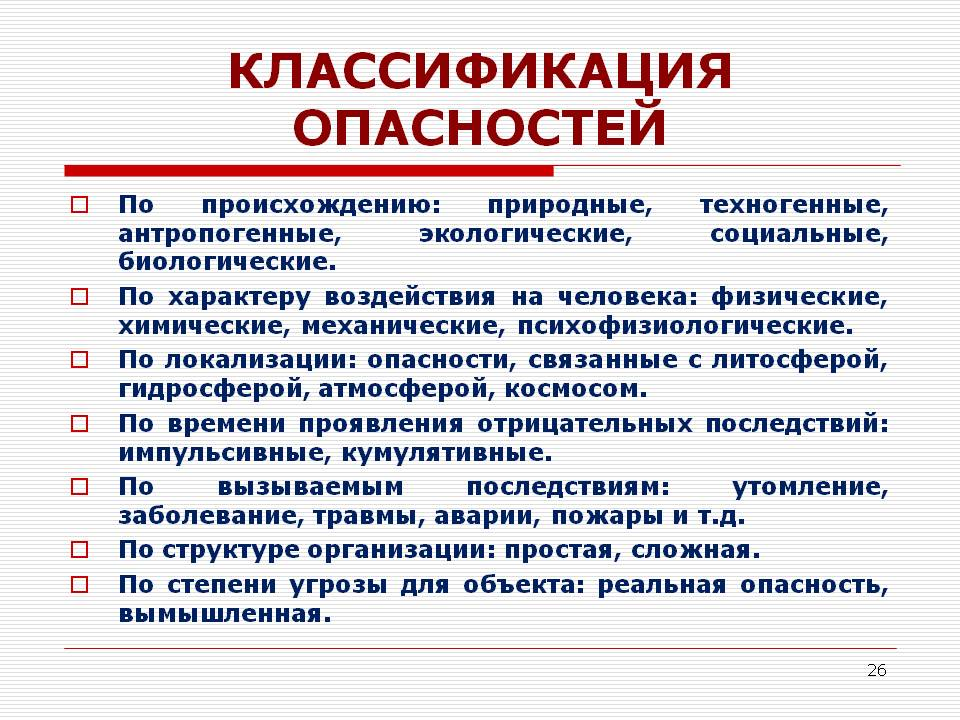 КЛАССИФИКАЦИЯ
ОПАСНОСТЕЙ
По происхождению: природные, техногенные,
антропогенные, экологические, социальные,
биологические.
По характеру воздействия на человека: физические,
химические, механические, психофизиологические.
По локализации: опасности, связанные с литосферой,
гидросферой, атмосферой, космосом.
По времени проявления отрицательных последствий:
импульсивные, кумулятивные.
По вызываемым последствиям: утомление,
заболевание, травмы, аварии, пожары и т.д.
По структуре организации: простая, сложная.
По степени угрозы для объекта: реальная опасность,
вымышленная.
26